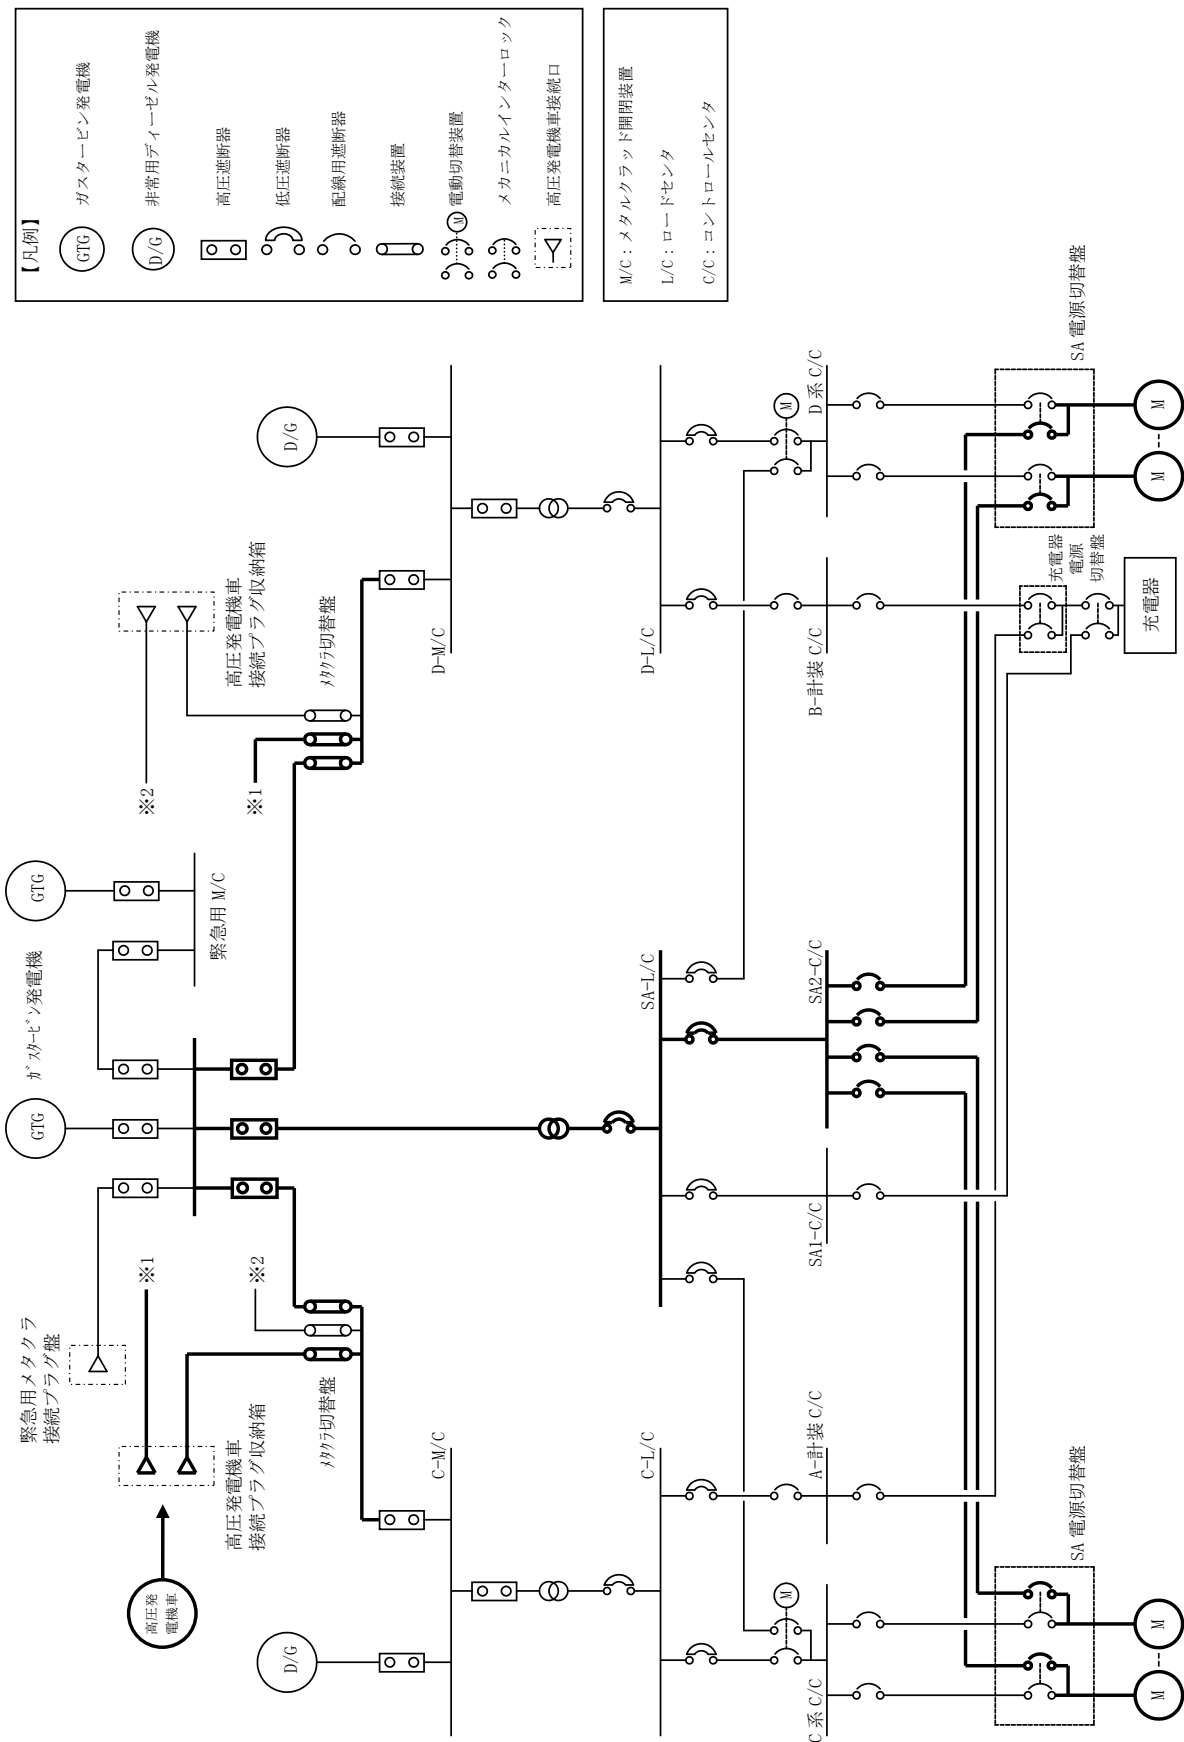 【凡例】
GTG
ガスタービン発電機
D/G
非常用ディーゼル発電機
高圧遮断器
低圧遮断器
配線用遮断器
接続装置
M
電動切替装置
メカニカルインターロック
高圧発電機車接続口
M/C：メタルクラッド開閉装置
L/C：ロードセンタ
C/C：コントロールセンタ
緊急用メタクラ
接続プラグ盤
ｶﾞｽﾀｰﾋﾞﾝ発電機
GTG
GTG
緊急用 M/C
高圧発
電機車
高圧発電機車
接続プラグ収納箱
※1
※2
ﾒﾀｸﾗ切替盤
高圧発電機車
接続プラグ収納箱
※2
※1
ﾒﾀｸﾗ切替盤
D/G
D/G
C-M/C
D-M/C
C-L/C
SA-L/C
D-L/C
M
M
C 系 C/C
A-計装 C/C
SA1-C/C
SA2-C/C
B-計装 C/C
D 系 C/C
SA 電源切替盤
充電器
電源
切替盤
SA 電源切替盤
充電器
M
M
M
M